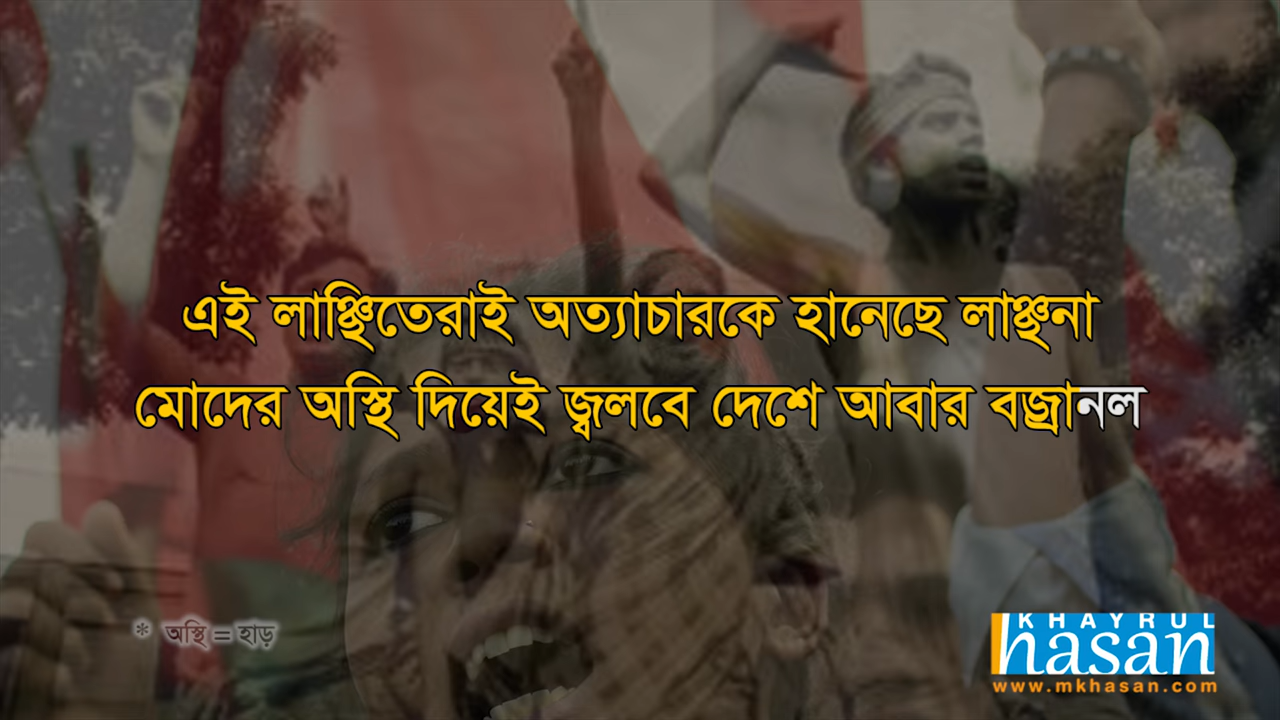 এই লাঞ্ছিতেরাই অত্যাচারকে হানেছে লাঞ্ছনা
মোদের অস্থি দিয়েই জ্বলবে দেশে আবার বজ্রানল
* অস্থি = হাড়
KHAYRUL
hasan
www.mkhasan.com